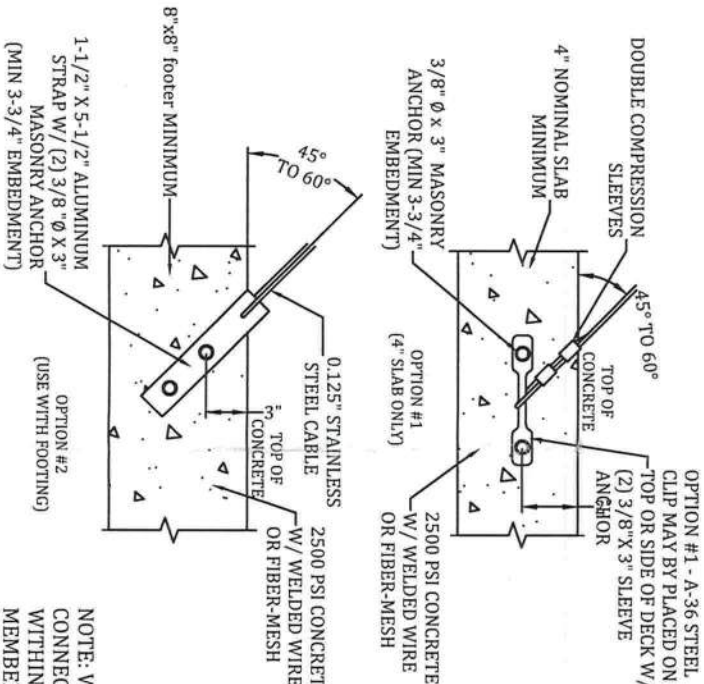 DOUBLE COMPRESSION
SLEEVES
4" NOMINAL SLAB
MINIMUM
3/8" Ø x 3" MASONRY
ANCHOR (MIN 3-3/4"
EMBEDMENT)
45° TO 60°
TOP OF
CONCRETE
OPTION #1
(4" SLAB ONLY)
OPTION #1 - A-36 STEEL
CLIP MAY BY PLACED ON
TOP OR SIDE OF DECK W/
(2) 3/8"X 3" SLEEVE
ANCHOR
2500 PSI CONCRETE
W/ WELDED WIRE
OR FIBER-MESH
8"x8" footer MINIMUM
1-1/2" X 5-1/2" ALUMINUM
STRAP W/ (2) 3/8 "Ø X 3"
MASONRY ANCHOR
(MIN 3-3/4" EMBEDMENT)
45°
TO 60°
0.125" STAINLESS
STEEL CABLE
3"
TOP OF
CONCRETE
OPTION #2
(USE WITH FOOTING)
2500 PSI CONCRETE
W/ WELDED WIRE
OR FIBER-MESH
NOTE:
CONNEC
WITHIN
MEMBE